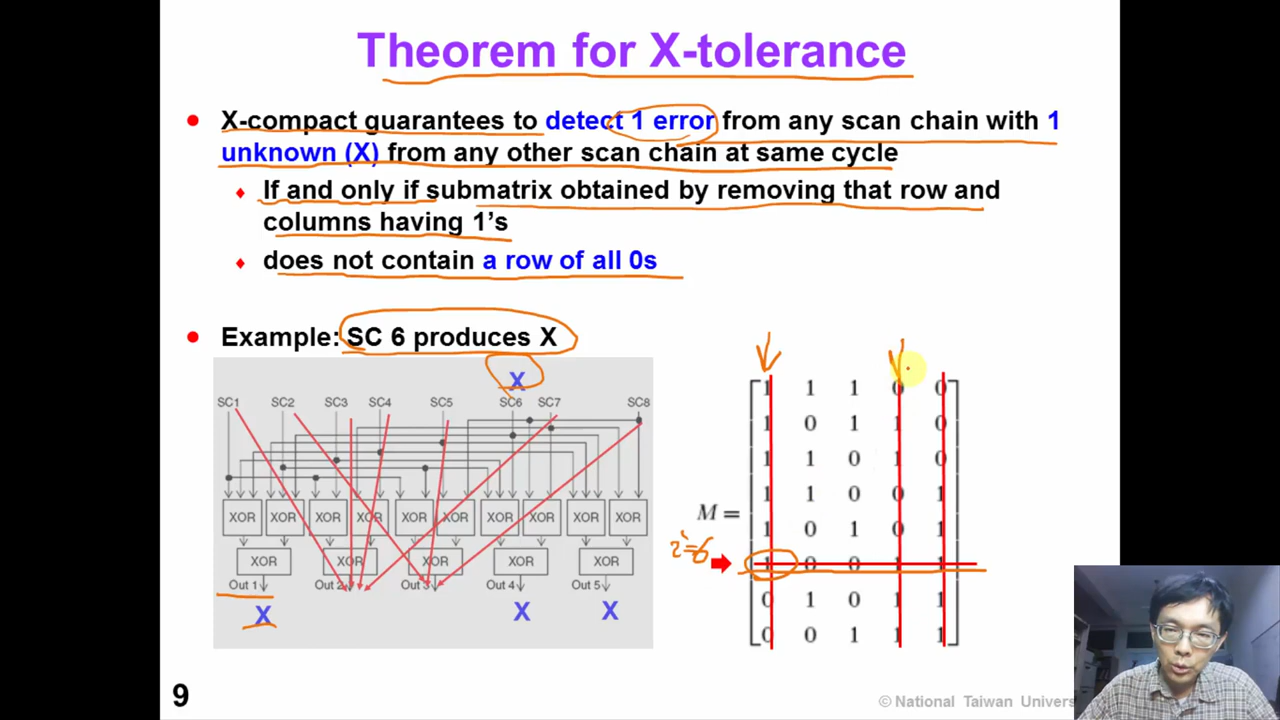 Theorem for X-tolerance
X-compact guarantees to detect 1 error from any scan chain with 1
unknown (X) from any other scan chain at same cycle
If and only if submatrix obtained by removing that row and
columns having 1's
does not contain a row of all 0s
Example: SC 6 produces X
X
SC1 SC2 SC3 SC4 SC5 SC6 SC7 SC8
XOR XOR XOR XOR XOR XOR XOR XOR XOR XOR
XOR XOR XOR XOR XOR
Out 1 Out 2 Out 3 Out 4 Out 5
X X X
1 1 1 0 0
1 0 1 1 0
1 1 0 1 0
1 1 0 0 1
M =
1 0 1 0 1
1 0 0 1 1
0 1 0 1 1
0 0 1 1 1
9
© National Taiwan Univers